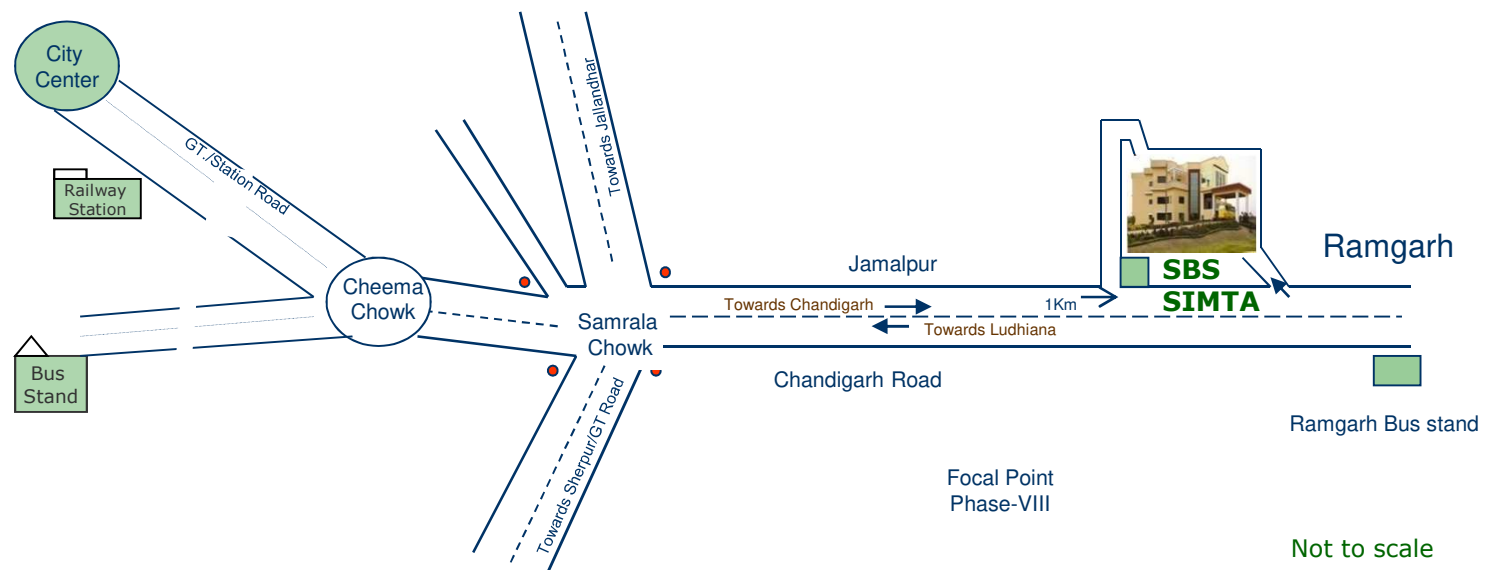 City
Center
GT./Station Road
Railway
Station
Bus
Stand
Cheema
Chowk
Towards Jallandhar
Samrala
Chowk
Towards Sherpur/GT Road
Jamalpur
Towards Chandigarh
1Km
Towards Ludhiana
Chandigarh Road
SBS
SIMTA
Ramgarh
Ramgarh Bus stand
Focal Point
Phase-VIII
Not to scale